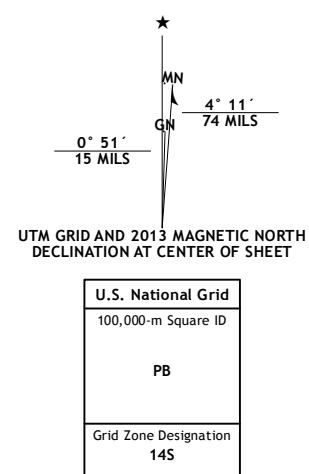 MN
4° 11´
74 MILS
GN
0° 51´
15 MILS
UTM GRID AND 2013 MAGNETIC NORTH
DECLINATION AT CENTER OF SHEET
U.S. National Grid
100,000-m Square ID
PB
Grid Zone Designation
14S